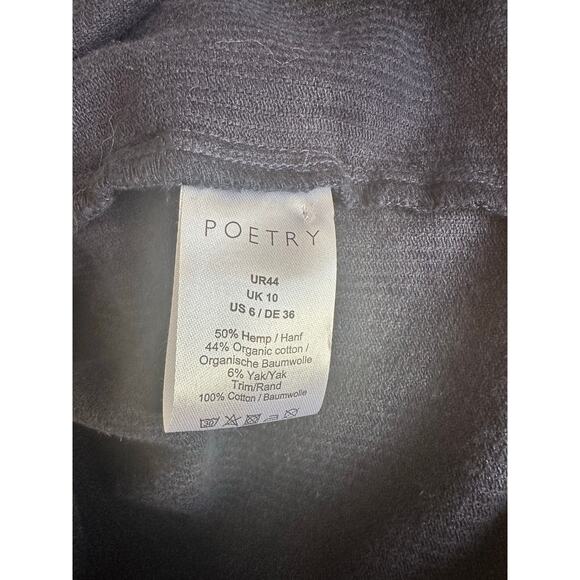 POETRY
UR44
UK 10
US 6 / DE 36
50% Hemp / Hanf
44% Organic cotton /
Organische Baumwolle
6% Yak/Yak
Trim/Rand
100% Cotton / Baumwolle
30